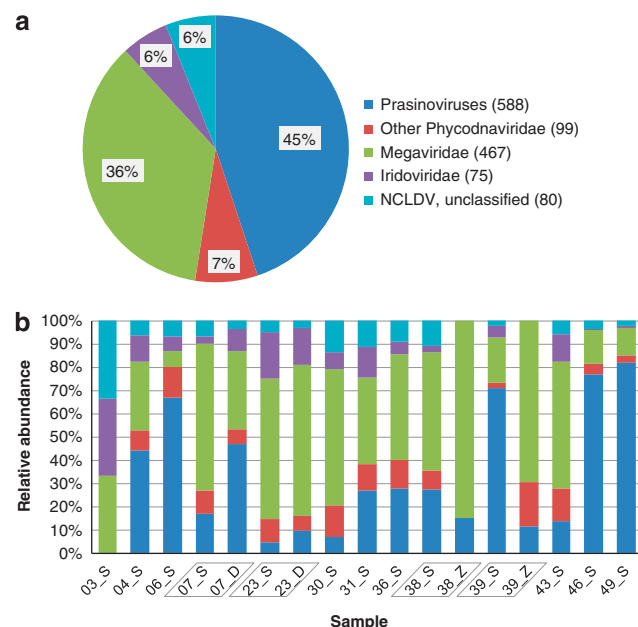 a
6%
6%
45%
36%
7%
Prasinoviruses (588)
Other Phycodnaviridae (99)
Megaviridae (467)
Iridoviridae (75)
NCLDV, unclassified (80)
b
Relative abundance
100%
90%
80%
70%
60%
50%
40%
30%
20%
10%
0%
03_S
04_S
06_S
07_S
07_D
23_S
23_D
30_S
31_S
36_S
38_S
38_Z
39_S
39_Z
43_S
46_S
49_S
Sample